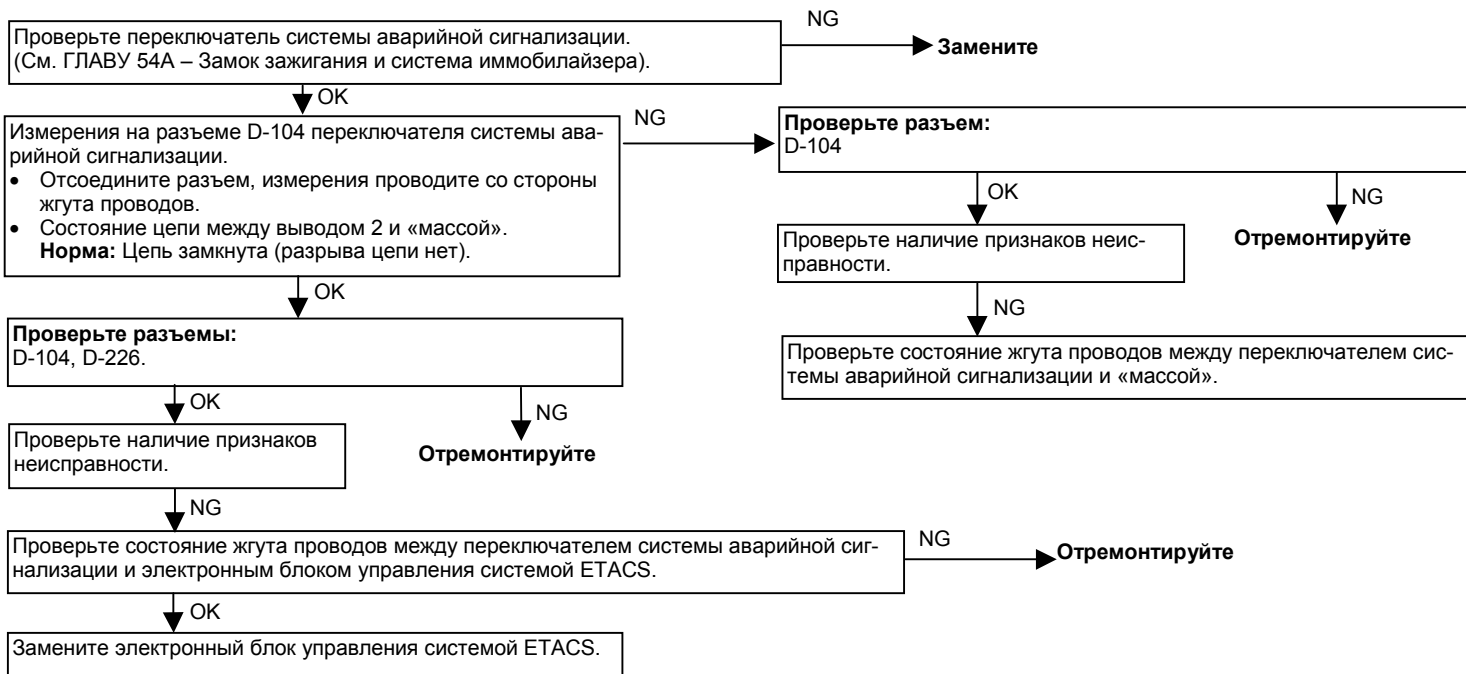 NG
Проверьте переключатель системы аварийной сигнализации.
(См. ГЛАВУ 54A – Замок зажигания и система иммобилайзера).
Замените
OK
Измерения на разъеме D-104 переключателя системы ава-
рийной сигнализации.
• Отсоедините разъем, измерения проводите со стороны
жгута проводов.
• Состояние цепи между выводом 2 и «массой».
Норма: Цепь замкнута (разрыва цепи нет).
NG
Проверьте разъем:
D-104
OK
NG
Проверьте наличие признаков неис-
правности.
Отремонтируйте
NG
Проверьте состояние жгута проводов между переключателем сис-
темы аварийной сигнализации и «массой».
OK
Проверьте разъемы:
D-104, D-226.
OK
NG
Проверьте наличие признаков
неисправности.
Отремонтируйте
NG
Проверьте состояние жгута проводов между переключателем системы аварийной сиг-
нализации и электронным блоком управления системой ETACS.
NG
Отремонтируйте
OK
Замените электронный блок управления системой ETACS.